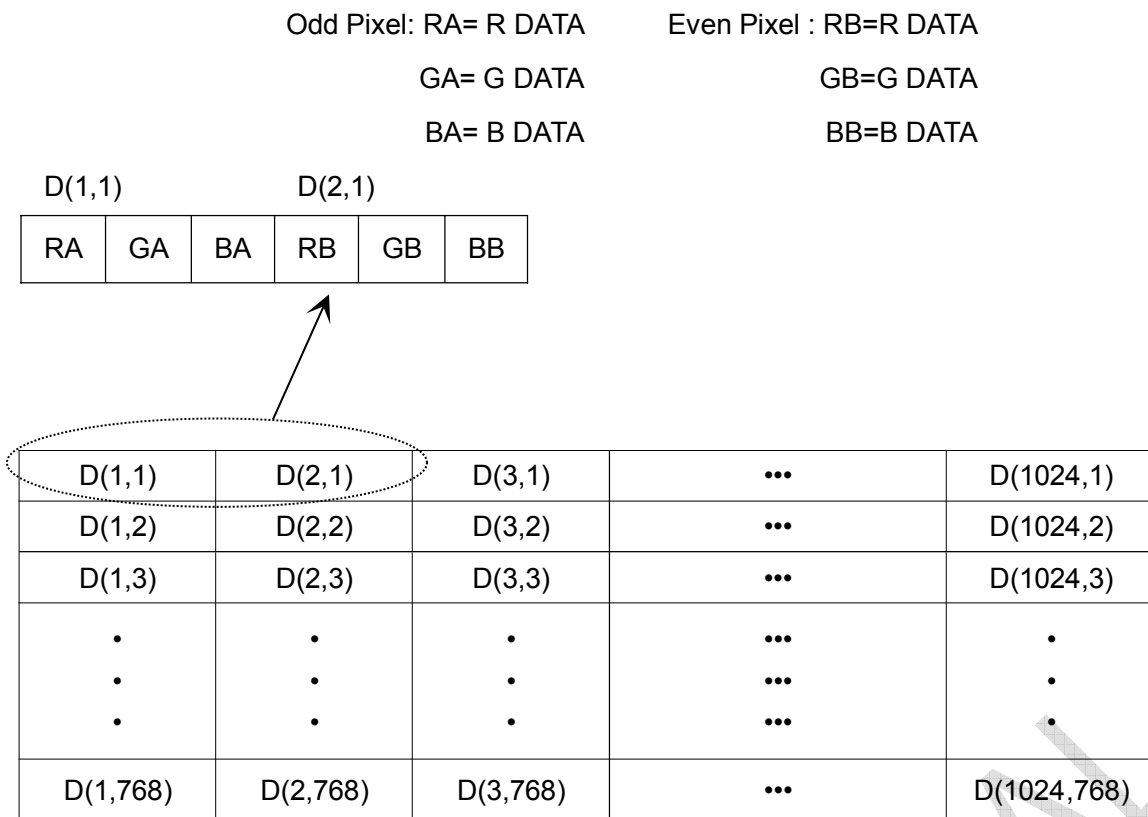 Odd Pixel: RA= R DATA Even Pixel : RB=R DATA
GA= G DATA GB=G DATA
BA= B DATA BB=B DATA
D(1,1) D(2,1)
RA GA BA RB GB BB
D(1,1) D(2,1) D(3,1) ••• D(1024,1)
D(1,2) D(2,2) D(3,2) ••• D(1024,2)
D(1,3) D(2,3) D(3,3) ••• D(1024,3)
• • • ••• •
• • • ••• •
• • • ••• •
D(1,768) D(2,768) D(3,768) ••• D(1024,768)